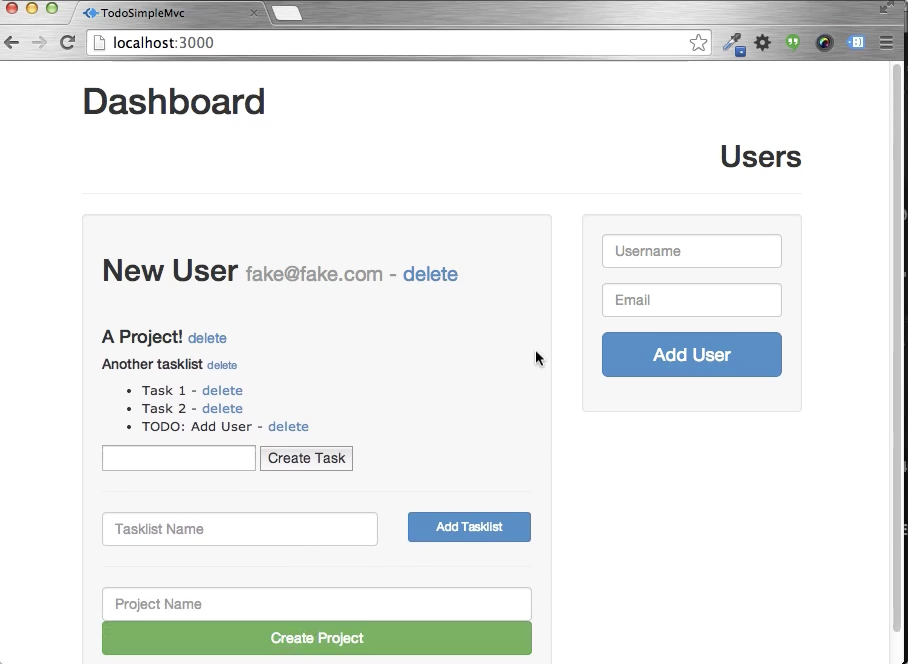 TodoSimpleMvc
localhost:3000
Dashboard
Users
New User fake@fake.com - delete
A Project! delete
Another tasklist delete
Task 1 - delete
Task 2 - delete
TODO: Add User - delete
Create Task
Tasklist Name
Add Tasklist
Project Name
Create Project
Username
Email
Add User